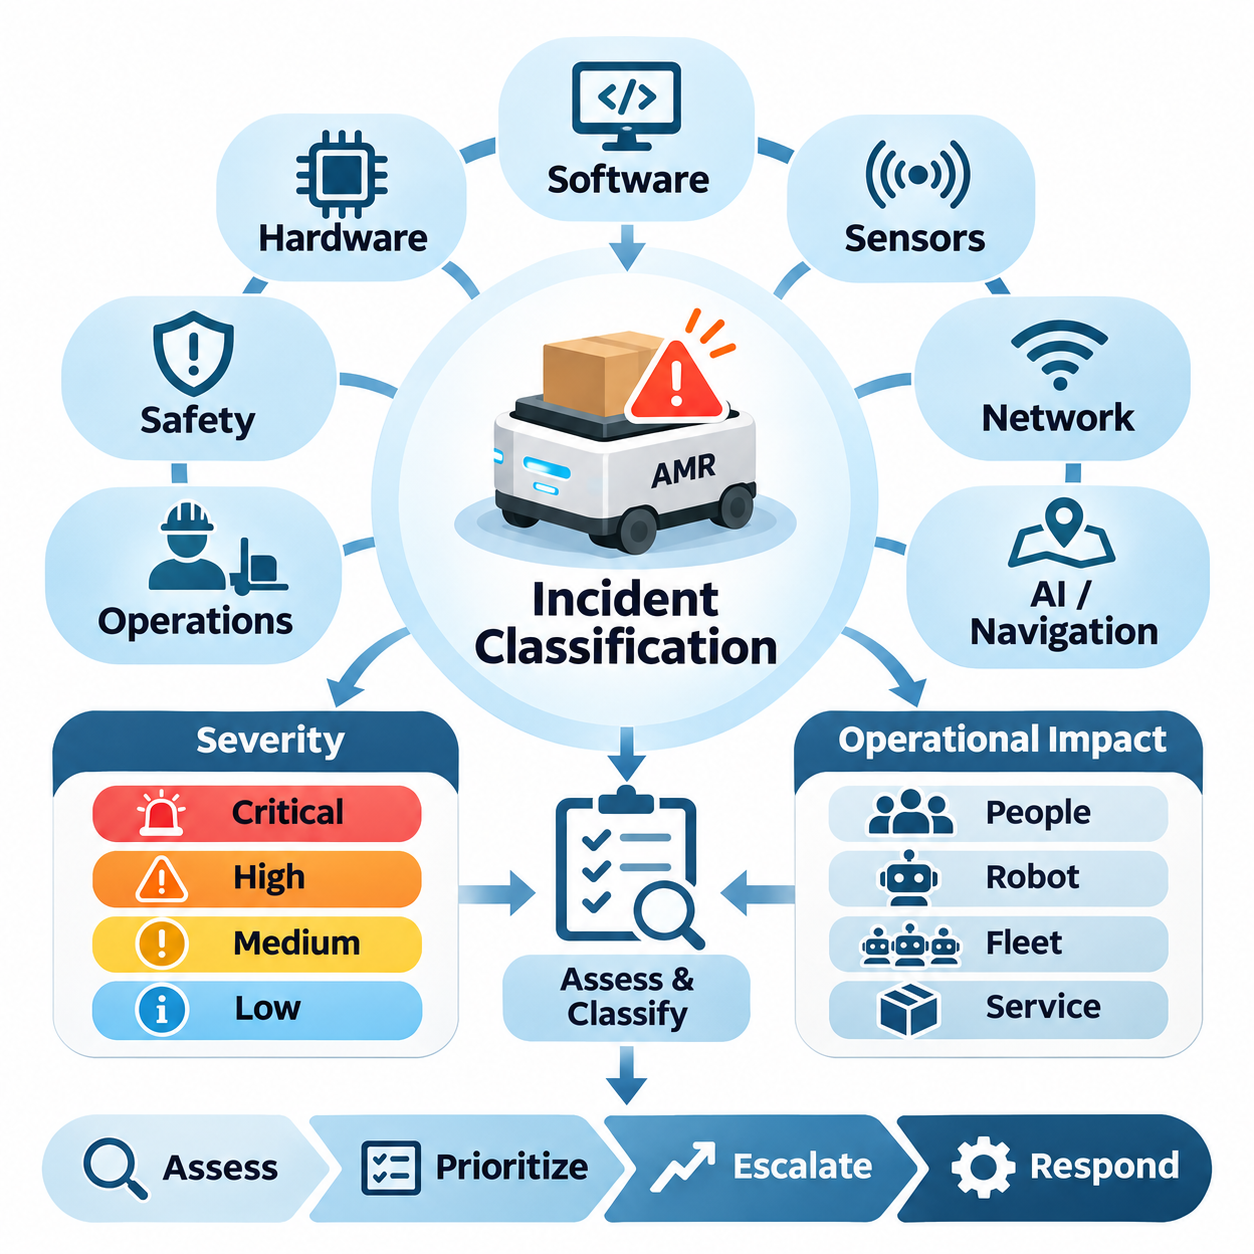 Software
Hardware
Sensors
Safety
Network
AMR
Operations
AI /
Navigation
Incident
Classification
Severity
Critical
High
Medium
Low
Operational Impact
People
Robot
Fleet
Service
Assess &
Classify
Assess
Prioritize
Escalate
Respond